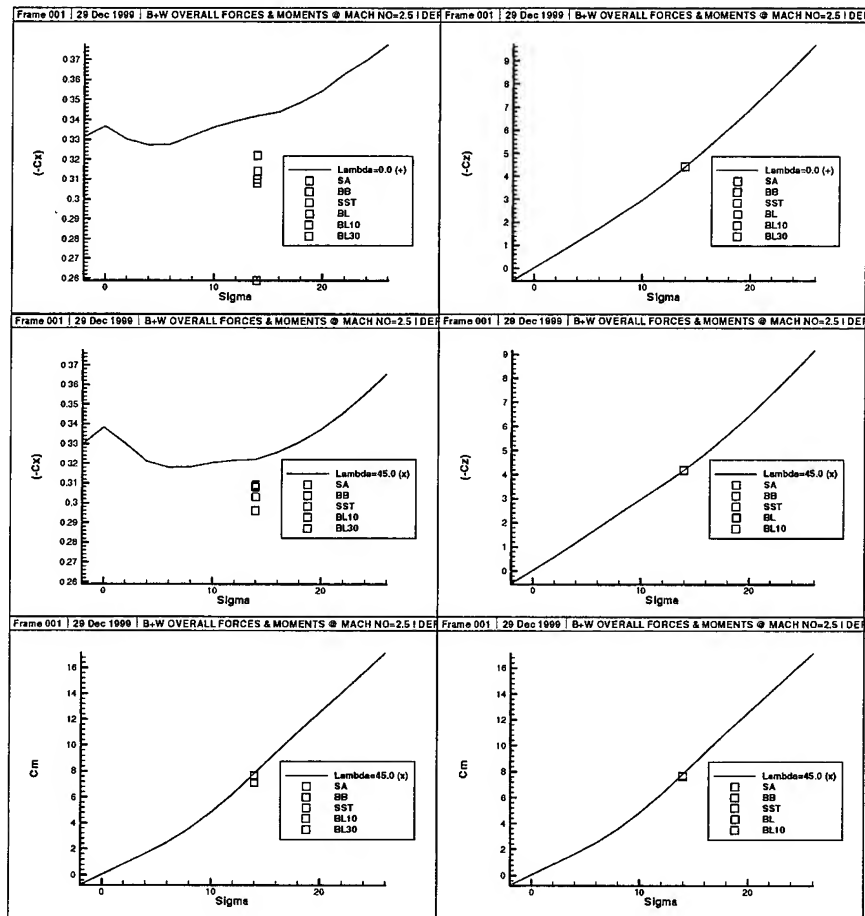 Frame 001 | 29 Dec 1999 | B+W OVERALL FORCES & MOMENTS @ MACH NO=2.5 | DEF
(-Cx)
0.37
0.36
0.35
0.34
0.33
0.32
0.31
0.3
0.29
0.28
0.27
0.26
0
10
20
Sigma
Lambda=0.0 (+)
SA
BB
SST
BL
BL10
BL30
Frame 001 | 29 Dec 1999 | B+W OVERALL FORCES & MOMENTS @ MACH NO=2.5 | DEF
(-Cz)
9
8
7
6
5
4
3
2
1
0
0
10
20
Sigma
Lambda=0.0 (+)
SA
BB
SST
BL
BL10
BL30
Frame 001 | 29 Dec 1999 | B+W OVERALL FORCES & MOMENTS @ MACH NO=2.5 | DEF
(-Cx)
0.37
0.36
0.35
0.34
0.33
0.32
0.31
0.3
0.29
0.28
0.27
0.26
0
10
20
Sigma
Lambda=45.0 (x)
SA
BB
SST
BL10
BL30
Frame 001 | 29 Dec 1999 | B+W OVERALL FORCES & MOMENTS @ MACH NO=2.5 | DEF
(-Cz)
9
8
7
6
5
4
3
2
1
0
0
10
20
Sigma
Lambda=45.0 (x)
SA
BB
SST
BL
BL10
Frame 001 | 29 Dec 1999 | B+W OVERALL FORCES & MOMENTS @ MACH NO=2.5 | DEF
Cm
16
14
12
10
8
6
4
2
0
0
10
20
Sigma
Lambda=45.0 (x)
SA
BB
SST
BL10
BL30
Frame 001 | 29 Dec 1999 | B+W OVERALL FORCES & MOMENTS @ MACH NO=2.5 | DEF
Cm
16
14
12
10
8
6
4
2
0
0
10
20
Sigma
Lambda=45.0 (x)
SA
BB
SST
BL
BL10